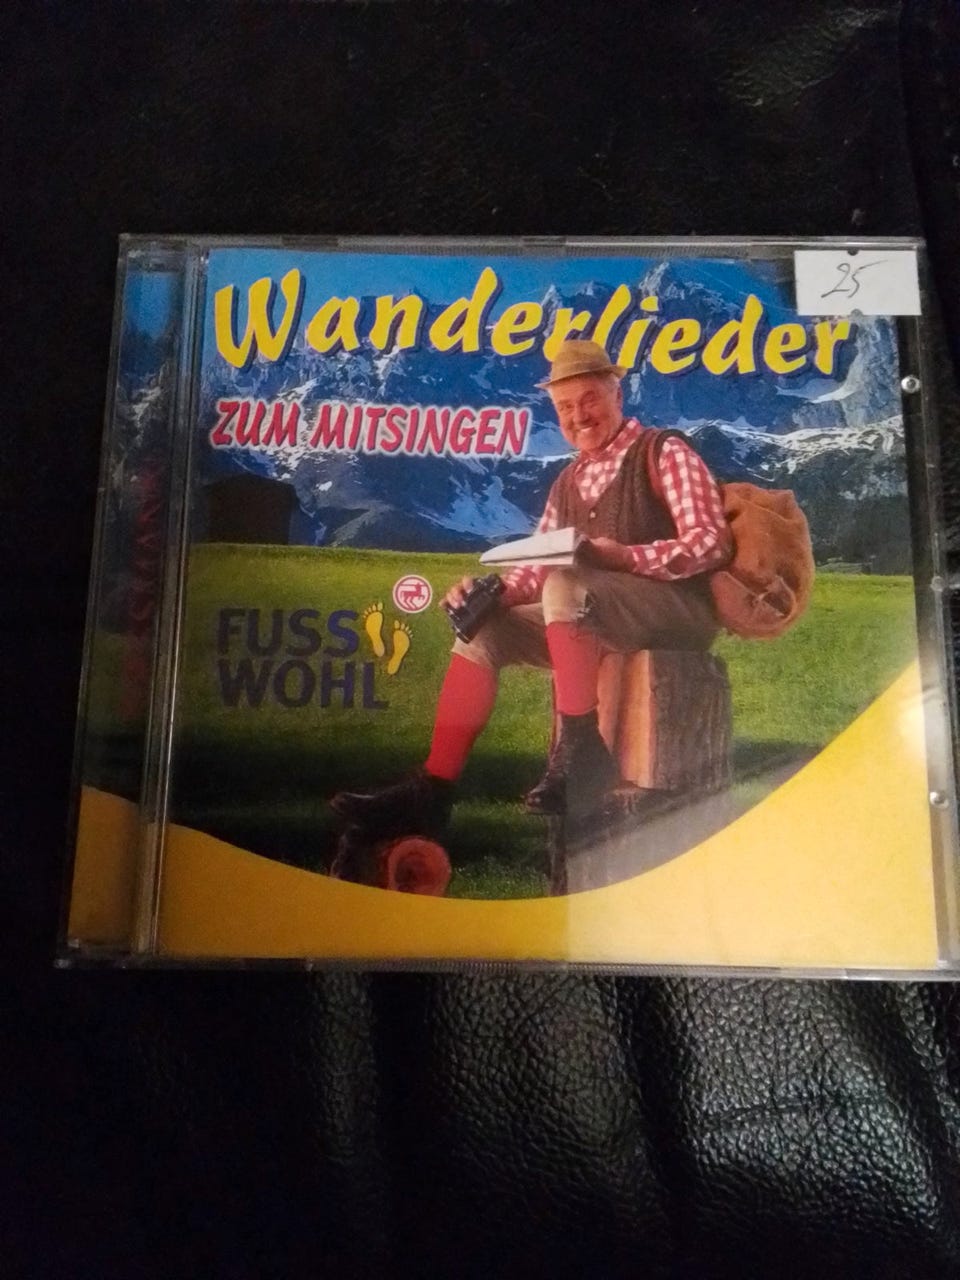 Wanderlieder
25
ZUM MITSINGEN
FUSS
WOHL